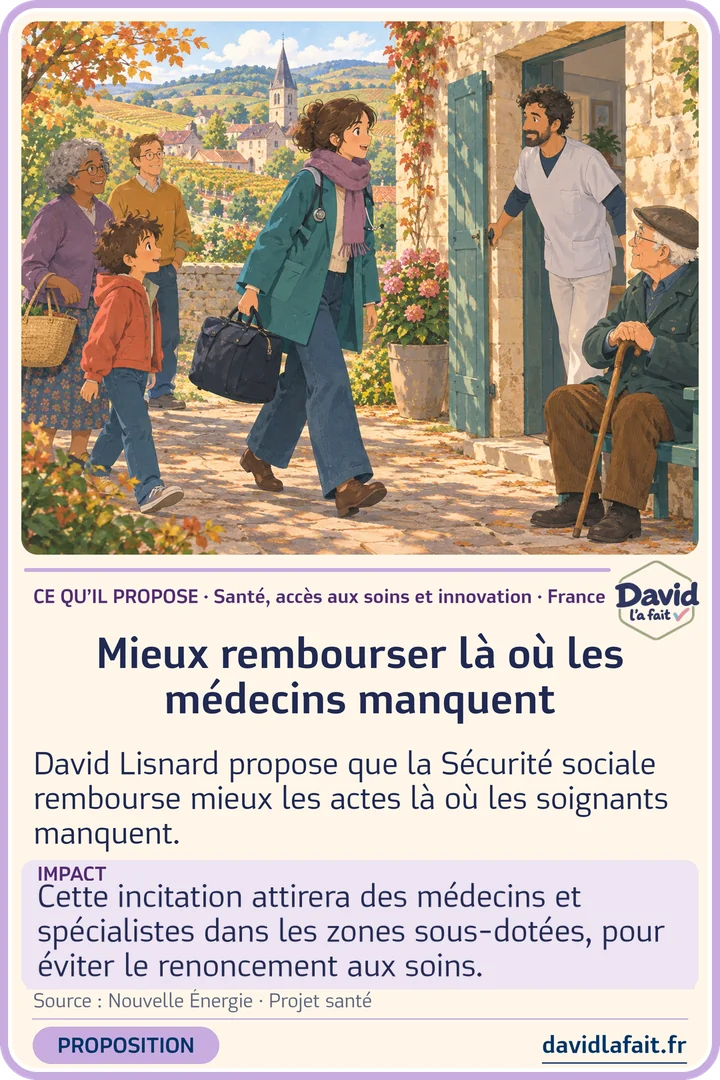 CE QU'IL PROPOSE · Santé, accès aux soins et innovation · France
David
l'a fait
Mieux rembourser là où les
médecins manquent
David Lisnard propose que la Sécurité sociale
rembourse mieux les actes là où les soignants
manquent.
IMPACT
Cette incitation attirera des médecins et
spécialistes dans les zones sous-dotées, pour
éviter le renoncement aux soins.
Source : Nouvelle Énergie · Projet santé
PROPOSITION
davidlafait.fr